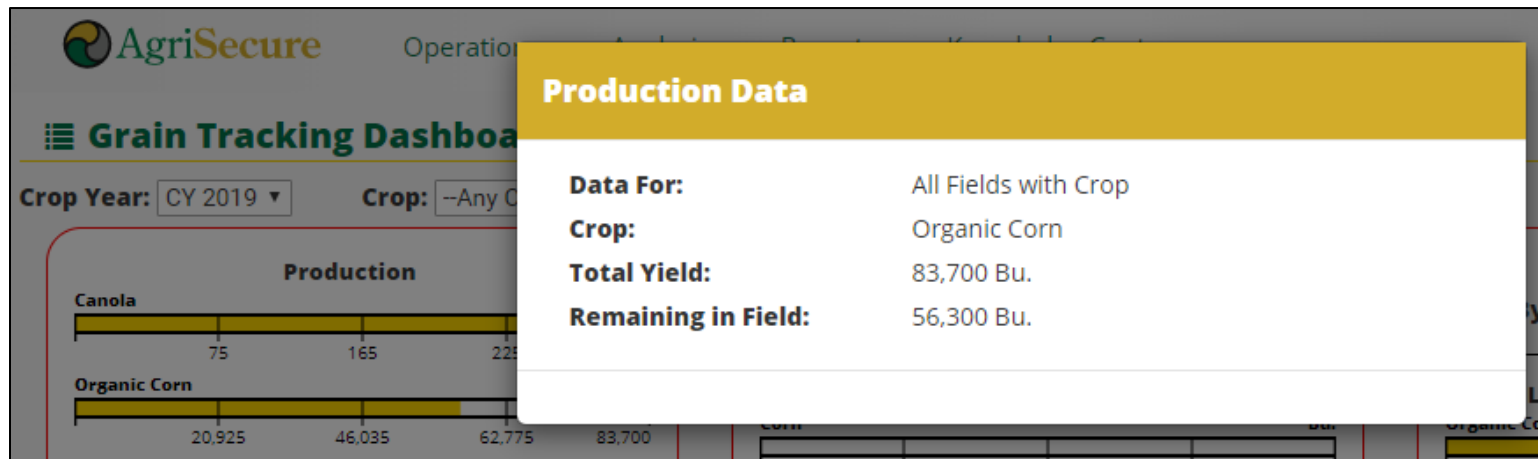 AgriSecure
Operation
Production Data
Grain Tracking Dashboa
Data For: All Fields with Crop
Crop Year: CY 2019 Crop: --Any
Crop: Organic Corn
Production
Total Yield: 83,700 Bu.
Canola
Remaining in Field: 56,300 Bu.
75 165 225
Organic Corn
20,925 46,035 62,775 83,700
Corn Bu.
Organic